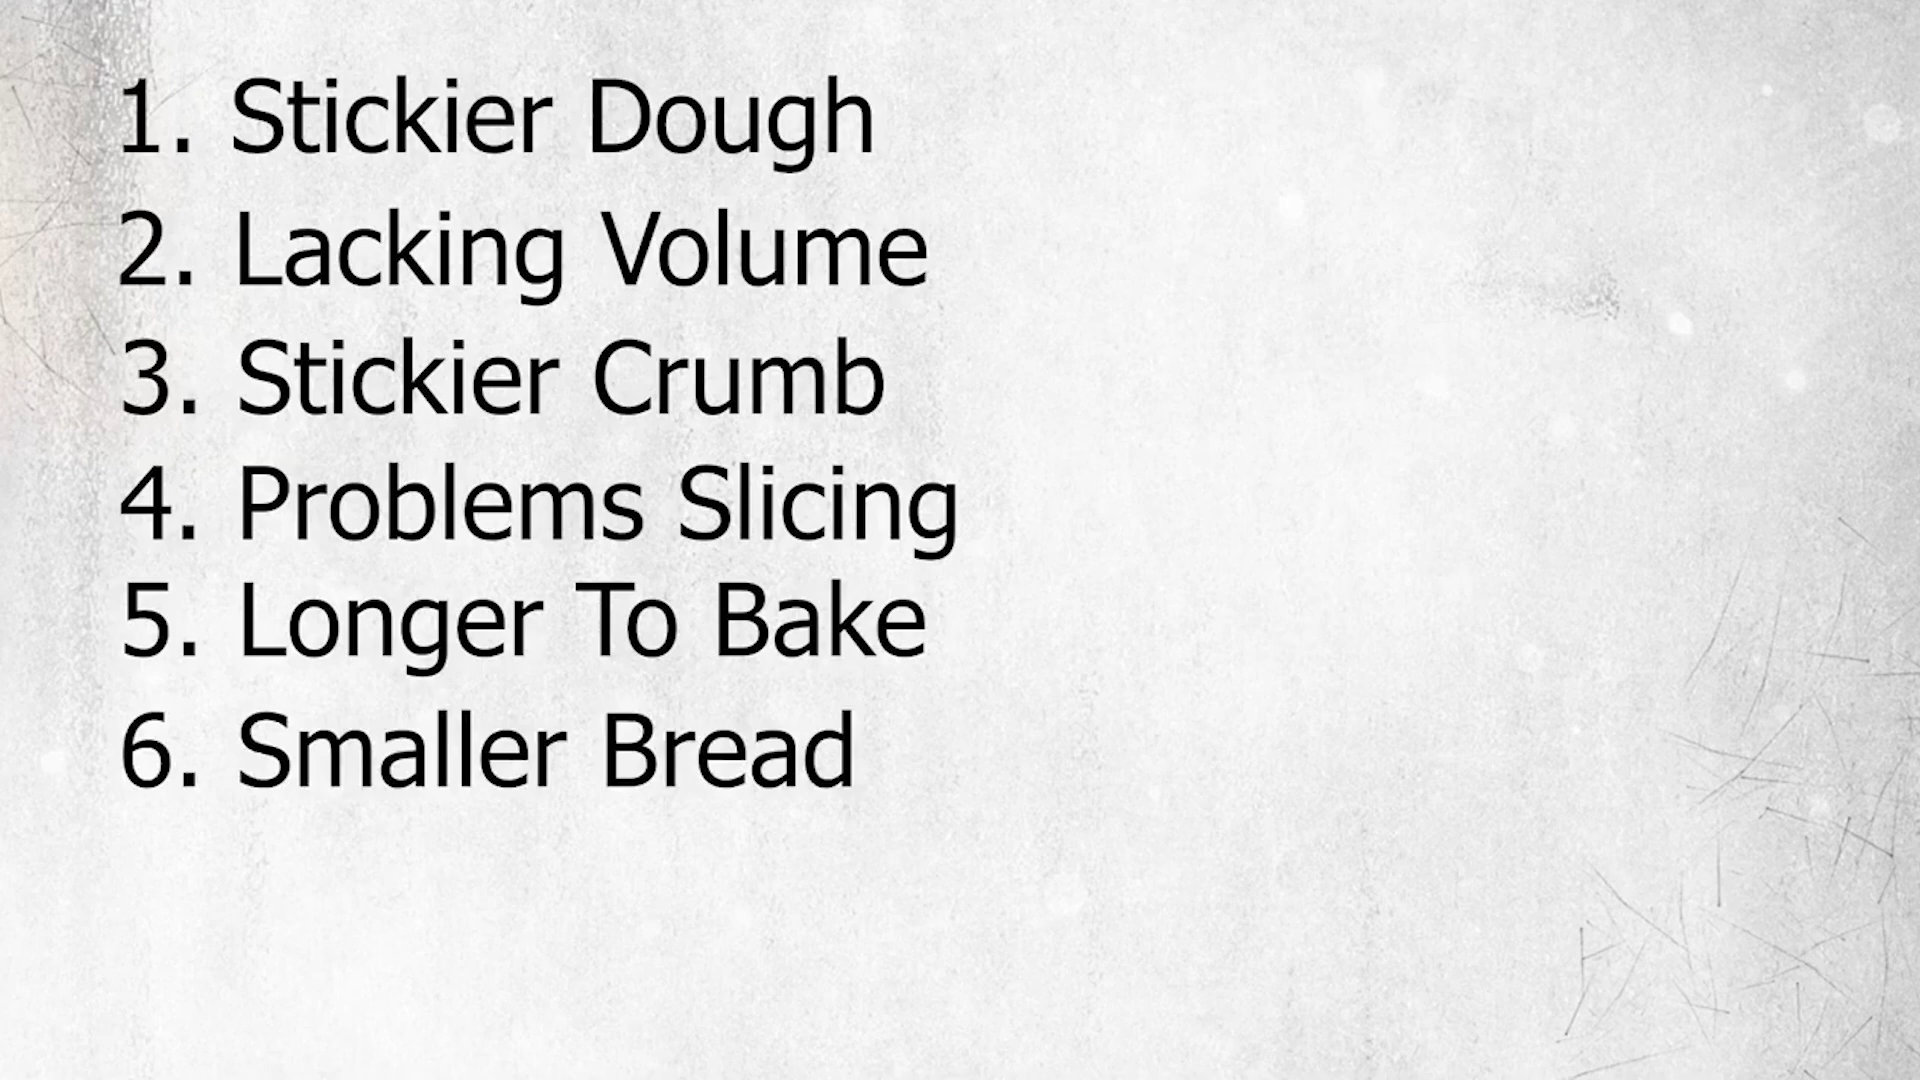 1. Stickier Dough
2. Lacking Volume
3. Stickier Crumb
4. Problems Slicing
5. Longer To Bake
6. Smaller Bread